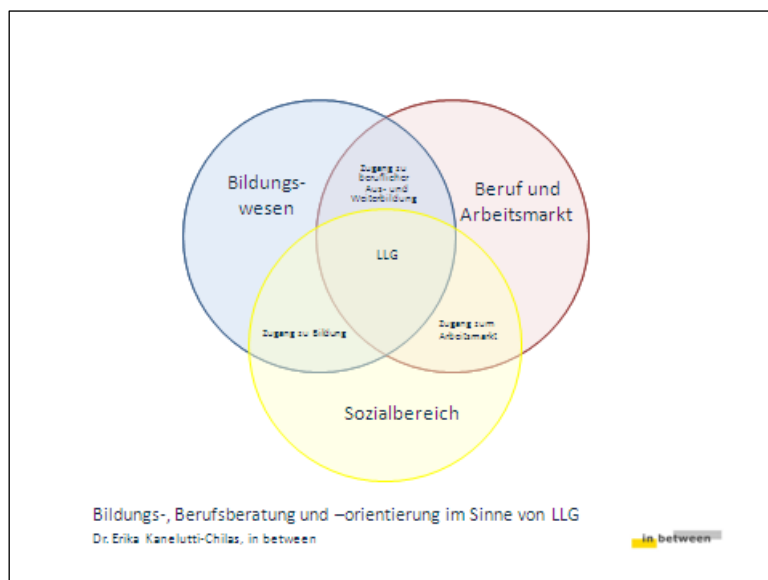 Zugang zu
beruflicher
Aus- und
Weiterbildung
Bildungs-
wesen
Beruf und
Arbeitsmarkt
LLG
Zugang zu Bildung
Zugang zum
Arbeitsmarkt
Sozialbereich
Bildungs-, Berufsberatung und –orientierung im Sinne von LLG
Dr. Erika Kanelutti-Chilas, in between
in between